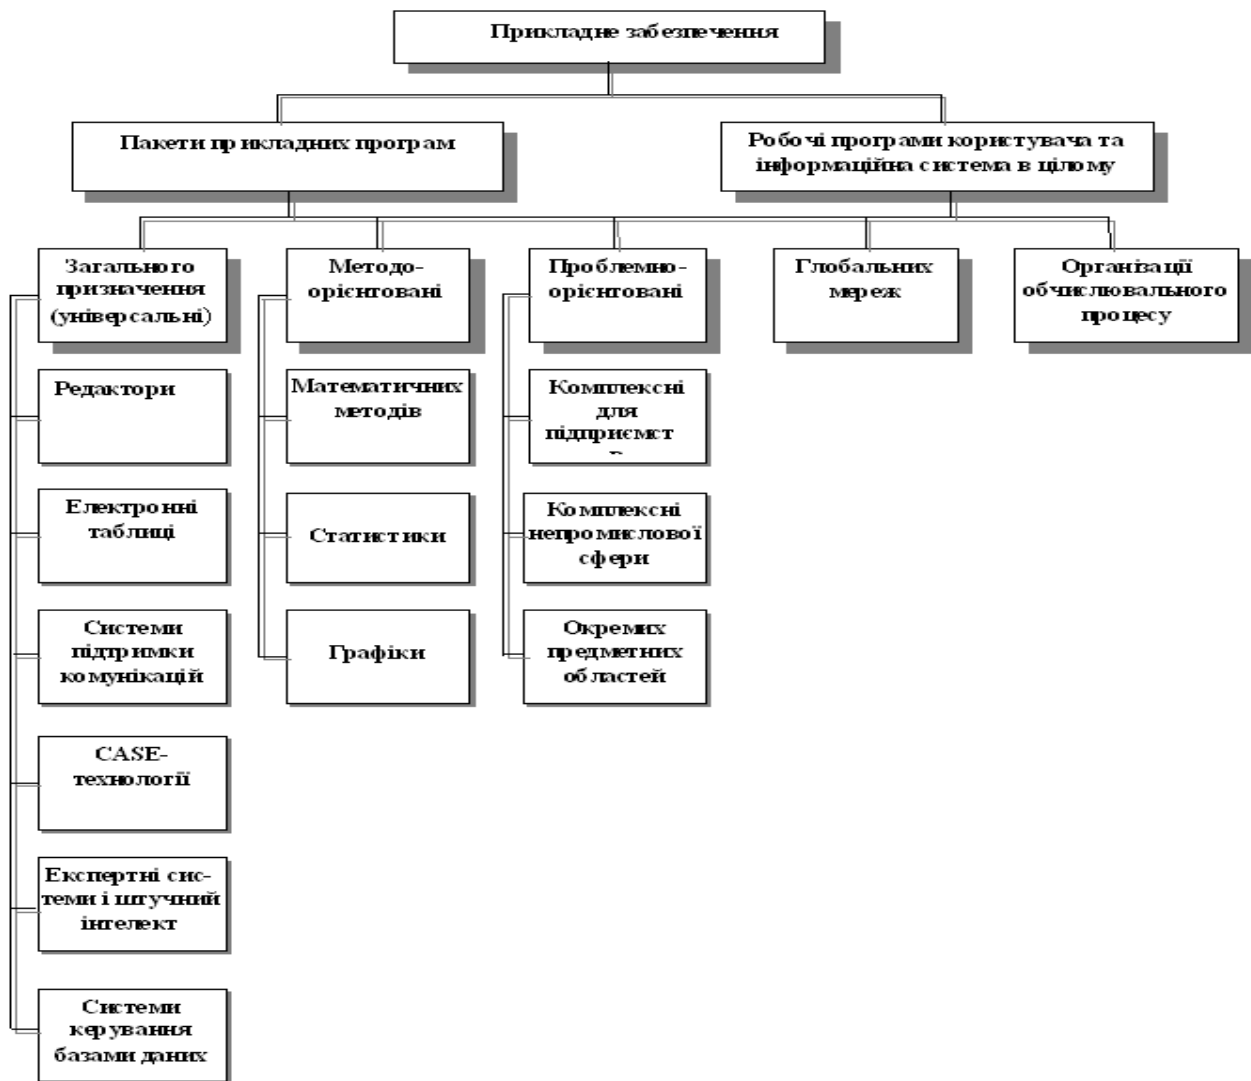 Прикладне забезпечення
Пакети прикладних програм
Робочі програми користувача та
інформаційна система в цілому
Загального
призначення
(універсальні)
Методо-
орієнтовані
Проблемно-
орієнтовані
Глобальних
мереж
Організації
обчислювального
процесу
Редактори
Математичних
методів
Комплексні
для
підприємст
в
Електронні
таблиці
Статистики
Комплексні
непромислової
сфери
Системи
підтримки
комунікацій
Графіки
Окремих
предметних
областей
CASE-
технології
Експертні сис-
теми і штучний
інтелект
Системи
керування
базами даних